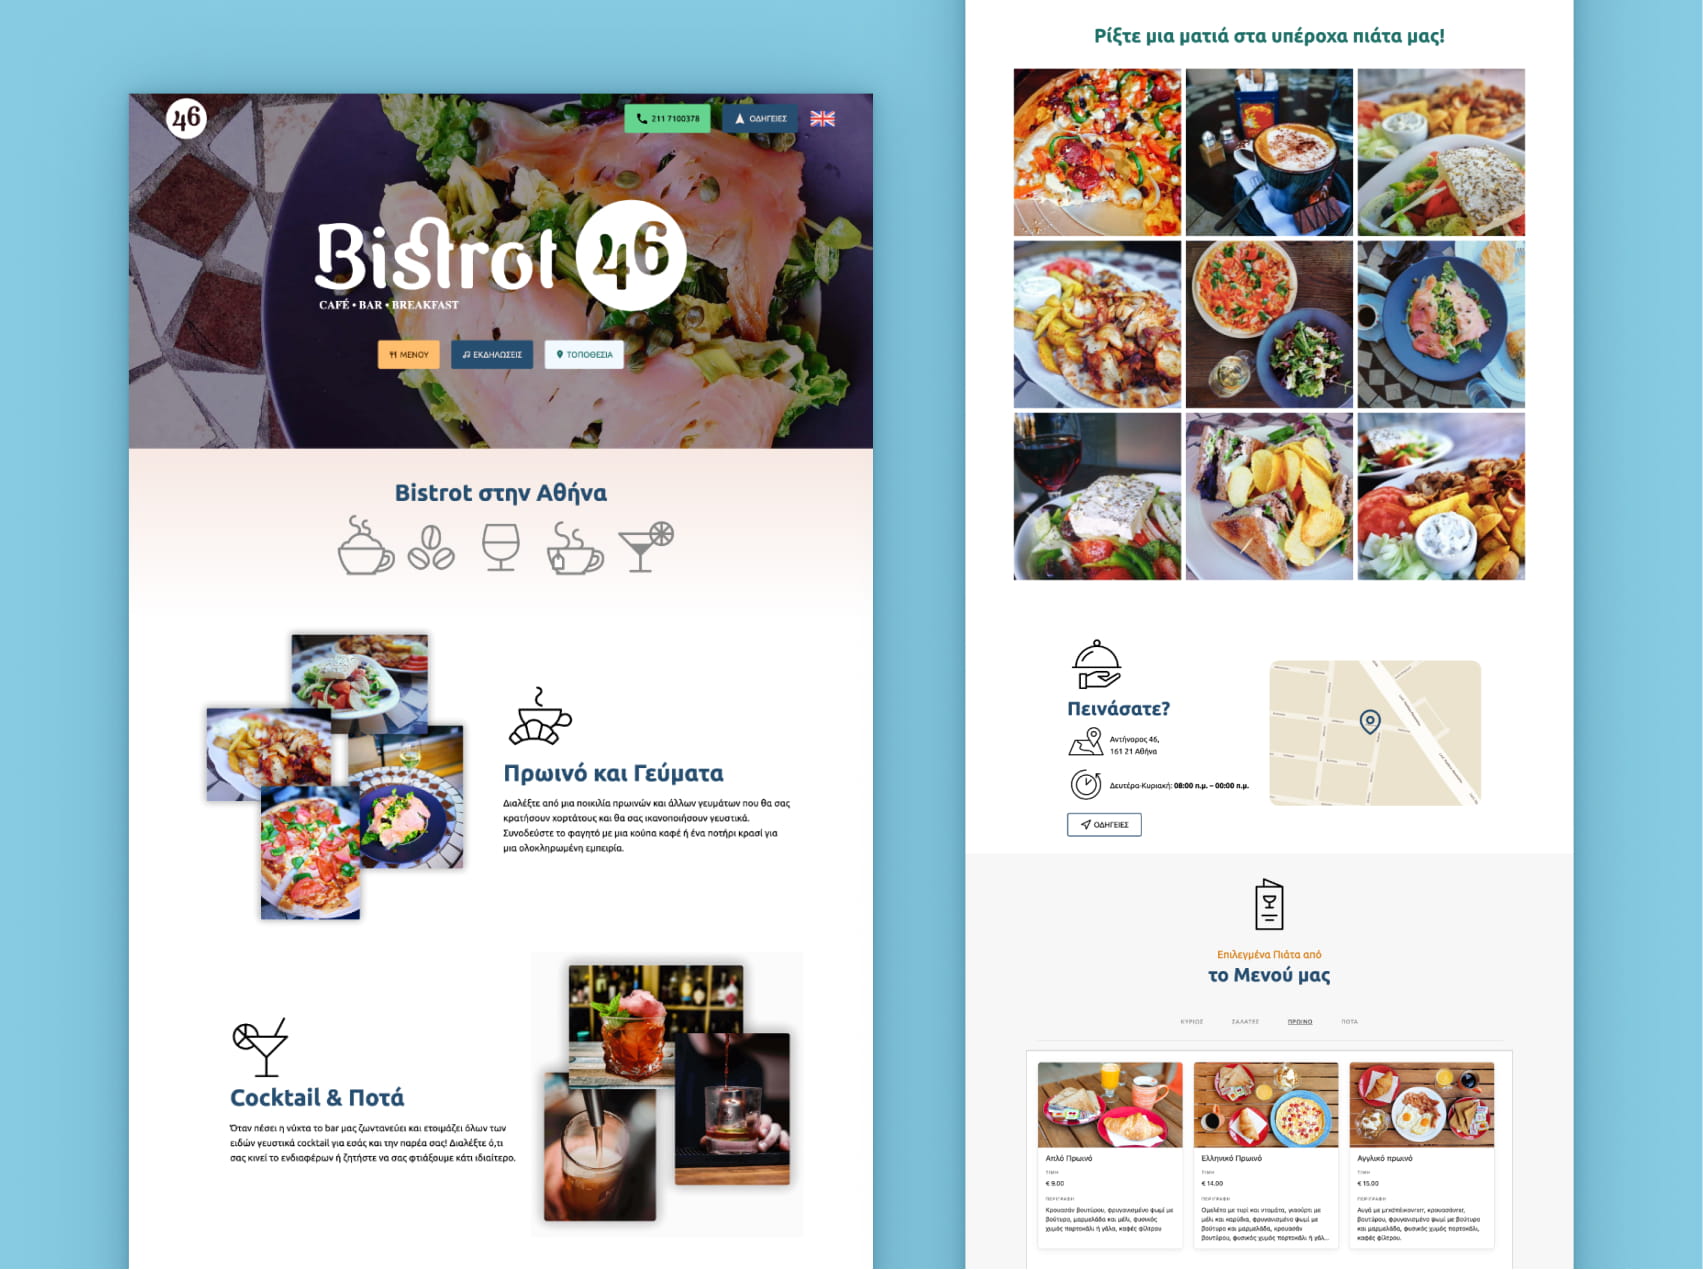 46
211 7100378
ΟΔΗΓΕΙΕΣ
Bistrot 46
CAFÉ • BAR • BREAKFAST
ΜΕΝΟΥ
ΕΚΔΗΛΩΣΕΙΣ
ΤΟΠΟΘΕΣΙΑ
Bistrot στην Αθήνα
Πρωινό και Γεύματα
Διαλέξτε από μια ποικιλία πρωινών και άλλων γευμάτων που θα σας
κρατήσουν χορτάτους και θα σας ικανοποιήσουν γευστικά.
Συνοδεύστε το φαγητό με μια κούπα καφέ ή ένα ποτήρι κρασί για
μια ολοκληρωμένη εμπειρία.
Cocktail & Ποτά
Όταν πέσει η νύχτα το bar μας ζωντανεύει και ετοιμάζει όλων των
ειδών γευστικά cocktail για εσάς και την παρέα σας! Διαλέξτε ό,τι
σας κινεί το ενδιαφέρων ή ζητήστε να σας φτιάξουμε κάτι ιδιαίτερο.
Ρίξτε μια ματιά στα υπέροχα πιάτα μας!
Πεινάσατε?
Αντήνορος 46,
161 21 Αθήνα
Δευτέρα-Κυριακή: 08:00 π.μ. – 00:00 π.μ.
ΟΔΗΓΕΙΕΣ
Επιλεγμένα Πιάτα από
το Μενού μας
ΚΥΡΙΩΣ
ΣΑΛΑΤΕΣ
ΠΡΩΙΝΟ
ΠΟΤΑ
Απλό Πρωινό
ΤΙΜΗ
€ 9.00
ΠΕΡΙΓΡΑΦΗ
Κρουασάν βουτύρου, φρυγανισμένο ψωμί με
βούτυρο, μαρμελάδα και μέλι, φυσικός
χυμός πορτοκάλι ή γάλα, καφές φίλτρου
Ελληνικό Πρωινό
ΤΙΜΗ
€ 14.00
ΠΕΡΙΓΡΑΦΗ
Ομελέτα με τυρί και ντομάτα, γιαούρτι με
μέλι και καρύδια, φρυγανισμένο ψωμί με
βούτυρο και μαρμελάδα, κρουασάν
βουτύρου, φυσικός χυμός πορτοκάλι ή γάλ...
Αγγλικό πρωινό
ΤΙΜΗ
€ 15.00
ΠΕΡΙΓΡΑΦΗ
Αυγά με μπέηκον, κρουασάν
βουτύρου, φρυγανισμένο ψωμί με βούτυρο
και μαρμελάδα, φυσικός χυμός πορτοκάλι,
καφές φίλτρου.